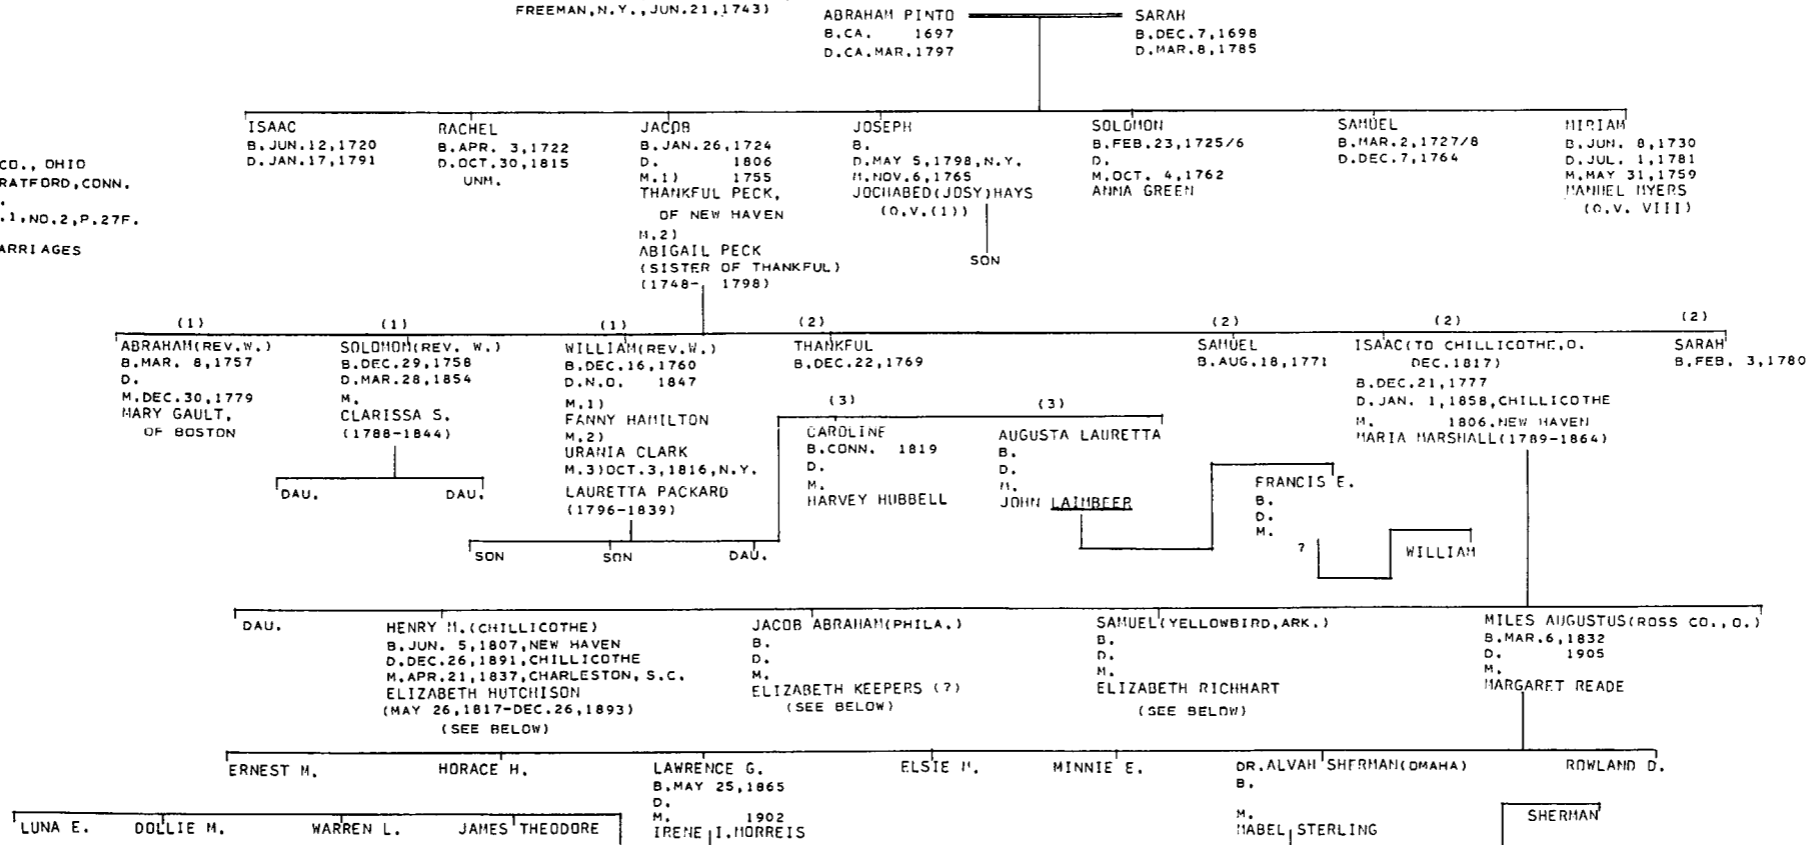 FREEMAN,N.Y.,JUN.21,1743)
ABRAHAM PINTO
B.CA. 1697
D.CA.MAR.1797
SARAH
B.DEC.7,1698
D.MAR.8,1785
CO., OHIO
RATFORD,CONN.
.
.1,NO.2,P.27F.
ARRIAGES
ISAAC
B.JUN.12,1720
D.JAN.17,1791
RACHEL
B.APR. 3,1722
D.OCT.30,1815
UNM.
JACOB
B.JAN.26,1724
D. 1806
M.1) 1755
THANKFUL PECK,
OF NEW HAVEN
M.2)
ABIGAIL PECK
(SISTER OF THANKFUL)
(1748- 1798)
JOSEPH
B.
D.MAY 5,1798,N.Y.
M.NOV.6,1765
JOCHABED(JOSY)HAYS
(Q.V.(1))
SON
SOLOMON
B.FEB.23,1725/6
D.
M.OCT. 4,1762
ANNA GREEN
SAMUEL
B.MAR.2,1727/8
D.DEC.7,1764
MIRIAM
B.JUN. 8,1730
D.JUL. 1,1781
M.MAY 31,1759
MANUEL MYERS
(Q.V. VIII)
(1)
ABRAHAM(REV.W.)
B.MAR. 8,1757
D.
M.DEC.30,1779
MARY GAULT,
OF BOSTON
(1)
SOLOMON(REV. W.)
B.DEC.29,1758
D.MAR.28,1854
M.
CLARISSA S.
(1788-1844)
DAU.
DAU.
(1)
WILLIAM(REV.W.)
B.DEC.16,1760
D.N.O. 1847
M.1)
FANNY HAMILTON
M.2)
URANIA CLARK
M.3)OCT.3,1816,N.Y.
LAURETTA PACKARD
(1796-1839)
SON
SON
DAU.
(2)
THANKFUL
B.DEC.22,1769
(3)
CAROLINE
B.CONN. 1819
D.
M.
HARVEY HUBBELL
(3)
AUGUSTA LAURETTA
B.
D.
M.
JOHN LAIMBEER
FRANCIS E.
B.
D.
M.
?
WILLIAM
(2)
SAMUEL
B.AUG.18,1771
(2)
ISAAC(TO CHILLICOTHE,O.
DEC.1817)
B.DEC.21,1777
D.JAN. 1,1858,CHILLICOTHE
M. 1806,NEW HAVEN
MARIA MARSHALL(1789-1864)
(2)
SARAH
B.FEB. 3,1780
DAU.
HENRY M.(CHILLICOTHE)
B.JUN. 5,1807,NEW HAVEN
D.DEC.26,1891,CHILLICOTHE
M.APR.21,1837,CHARLESTON, S.C.
ELIZABETH HUTCHISON
(MAY 26,1817-DEC.26,1893)
(SEE BELOW)
JACOB ABRAHAM(PHILA.)
B.
D.
M.
ELIZABETH KEEPERS (?)
(SEE BELOW)
SAMUEL(YELLOWBIRD,ARK.)
B.
D.
M.
ELIZABETH RICHHART
(SEE BELOW)
MILES AUGUSTUS(ROSS CO.,O.)
B.MAR.6,1832
D. 1905
M.
MARGARET READE
ERNEST M.
HORACE H.
LAWRENCE G.
B.MAY 25,1865
D.
M. 1902
IRENE I.MORREIS
ELSIE M.
MINNIE E.
DR.ALVAH SHERMAN(OMAHA)
B.
M.
MABEL STERLING
ROWLAND D.
LUNA E.
DOLLIE M.
WARREN L.
JAMES THEODORE
SHERMAN